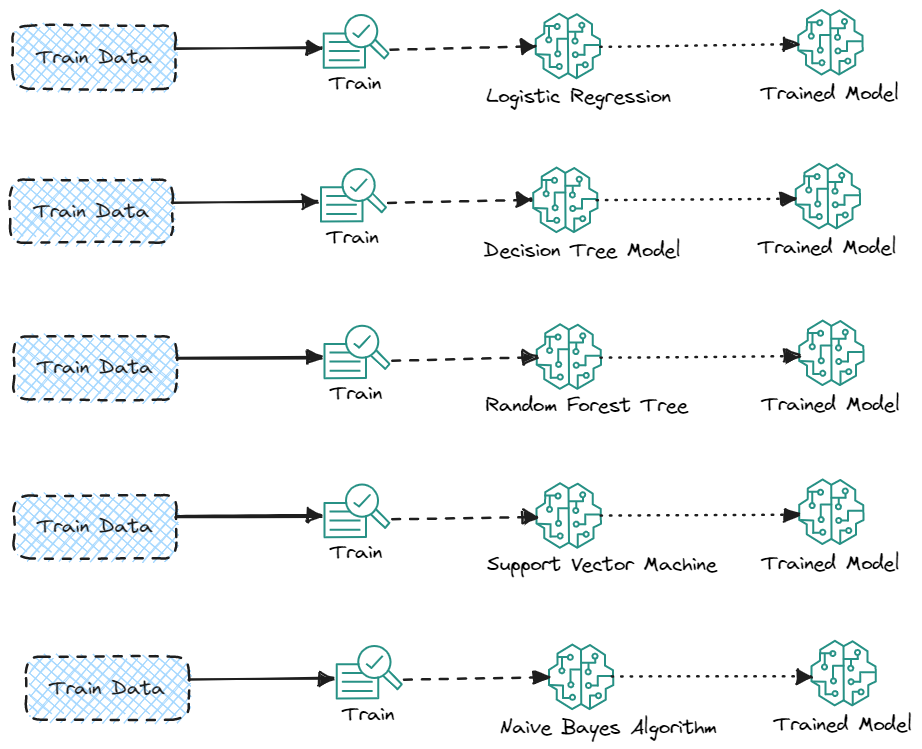 Train Data
Train
Logistic Regression
Trained Model
Train Data
Train
Decision Tree Model
Trained Model
Train Data
Train
Random Forest Tree
Trained Model
Train Data
Train
Support Vector Machine
Trained Model
Train Data
Train
Naive Bayes Algorithm
Trained Model